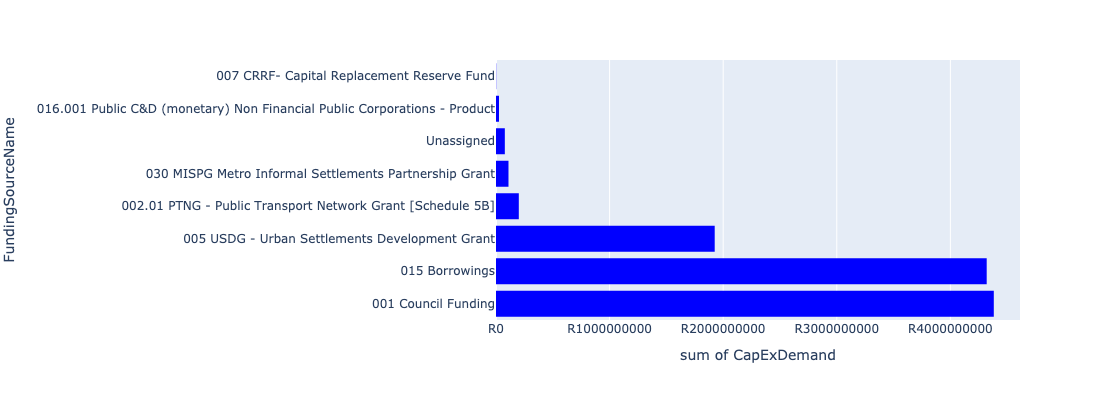 FundingSourceName
007 CRRF- Capital Replacement Reserve Fund
016.001 Public C&D (monetary) Non Financial Public Corporations - Product
Unassigned
030 MISPG Metro Informal Settlements Partnership Grant
002.01 PTNG - Public Transport Network Grant [Schedule 5B]
005 USDG - Urban Settlements Development Grant
015 Borrowings
001 Council Funding
R0 R1000000000 R2000000000 R3000000000 R4000000000
sum of CapExDemand